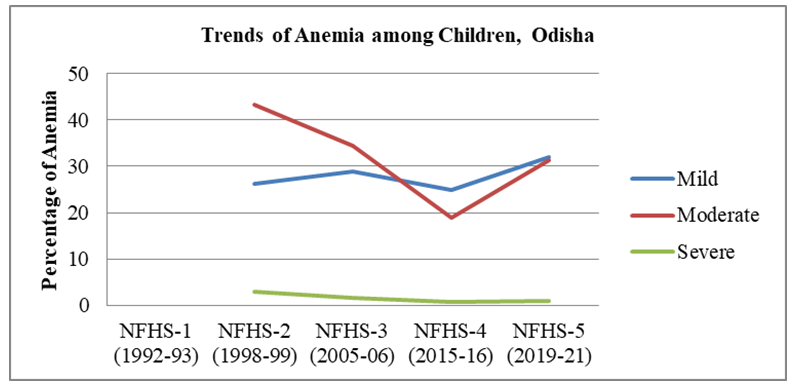 Trends of Anemia among Children, Odisha
Percentage of Anemia
50
40
30
20
10
0
NFHS-1 NFHS-2 NFHS-3 NFHS-4 NFHS-5
(1992-93) (1998-99) (2005-06) (2015-16) (2019-21)
Mild
Moderate
Severe